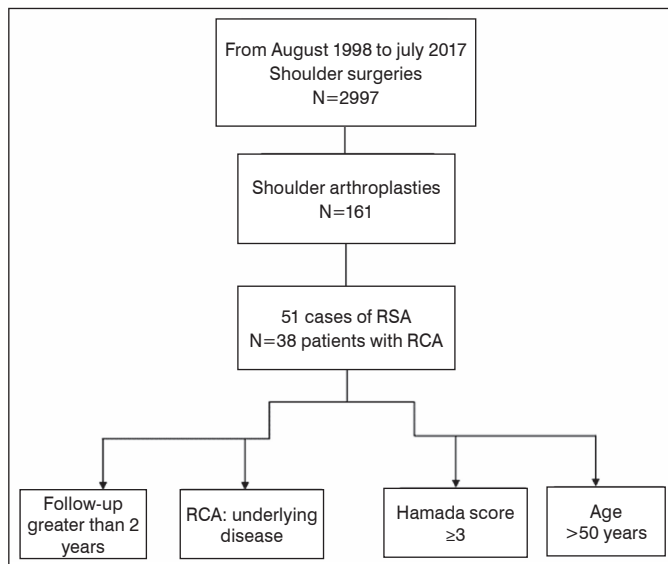 From August 1998 to july 2017
Shoulder surgeries
N=2997
Shoulder arthroplasties
N=161
51 cases of RSA
N=38 patients with RCA
Follow-up
greater than 2
years
RCA: underlying
disease
Hamada score
≥3
Age
>50 years